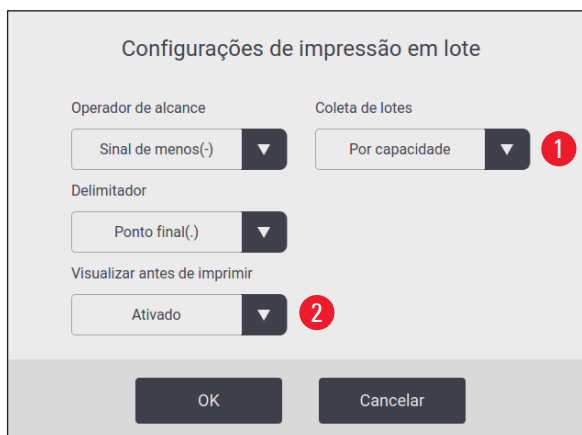 Configurações de impressão em lote
Operador de alcance
Coleta de lotes
Sinal de menos(-)
Por capacidade
1
Delimitador
Ponto final(.)
Visualizar antes de imprimir
Ativado
2
OK
Cancelar